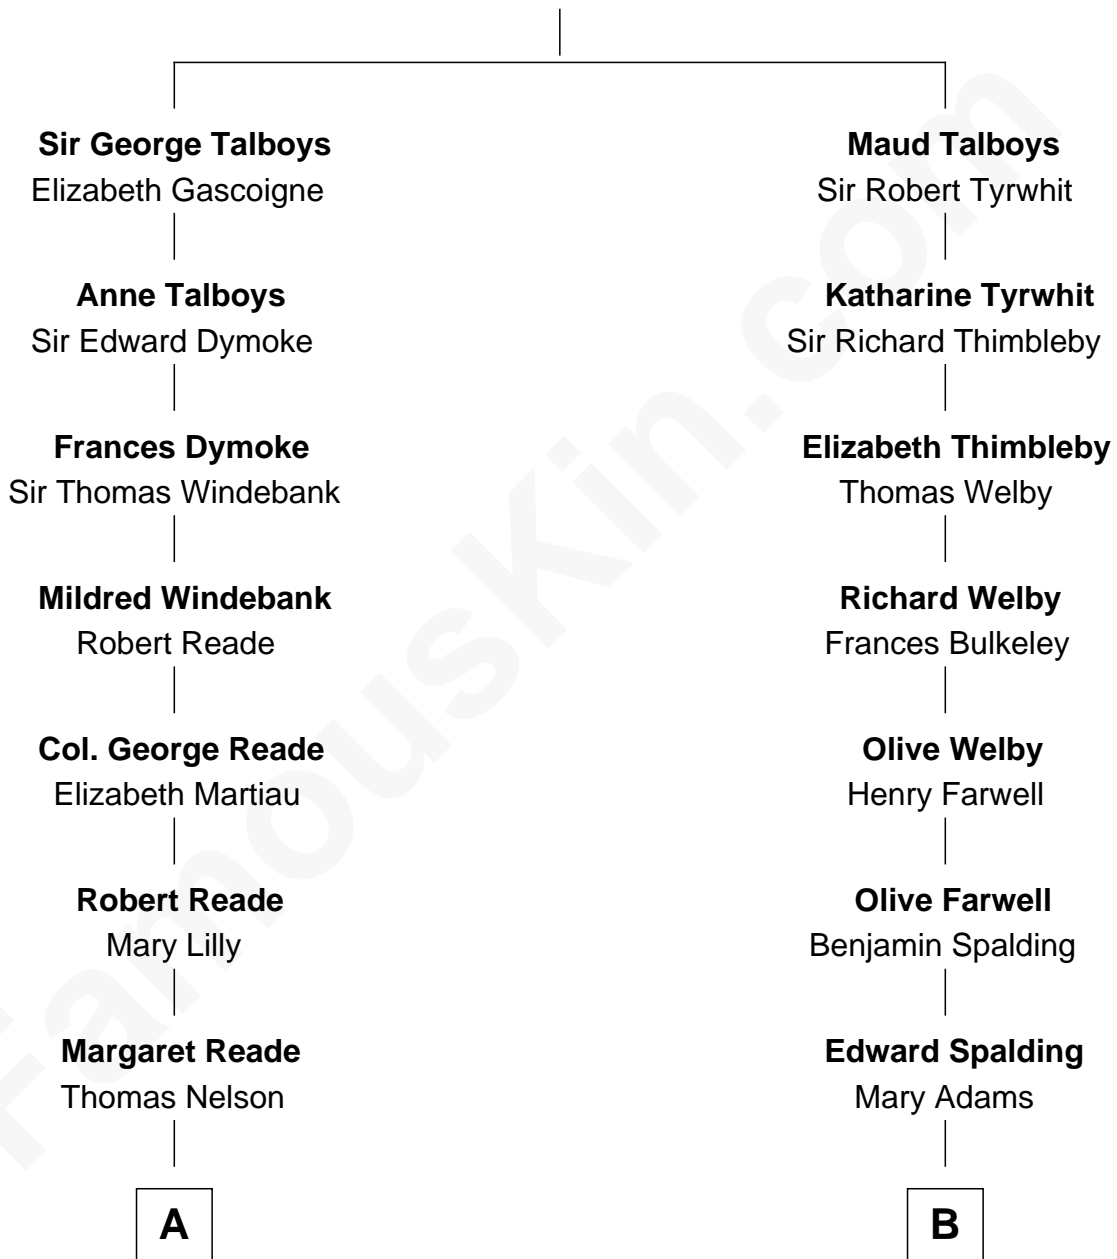 Sir George Talboys
Elizabeth Gascoigne
Anne Talboys
Sir Edward Dymoke
Frances Dymoke
Sir Thomas Windebank
Mildred Windebank
Robert Reade
Col. George Reade
Elizabeth Martiau
Robert Reade
Mary Lilly
Margaret Reade
Thomas Nelson
A
Maud Talboys
Sir Robert Tyrwhit
Katharine Tyrwhit
Sir Richard Thimbleby
Elizabeth Thimbleby
Thomas Welby
Richard Welby
Frances Bulkeley
Olive Welby
Henry Farwell
Olive Farwell
Benjamin Spalding
Edward Spalding
Mary Adams
B
FamousKin.com